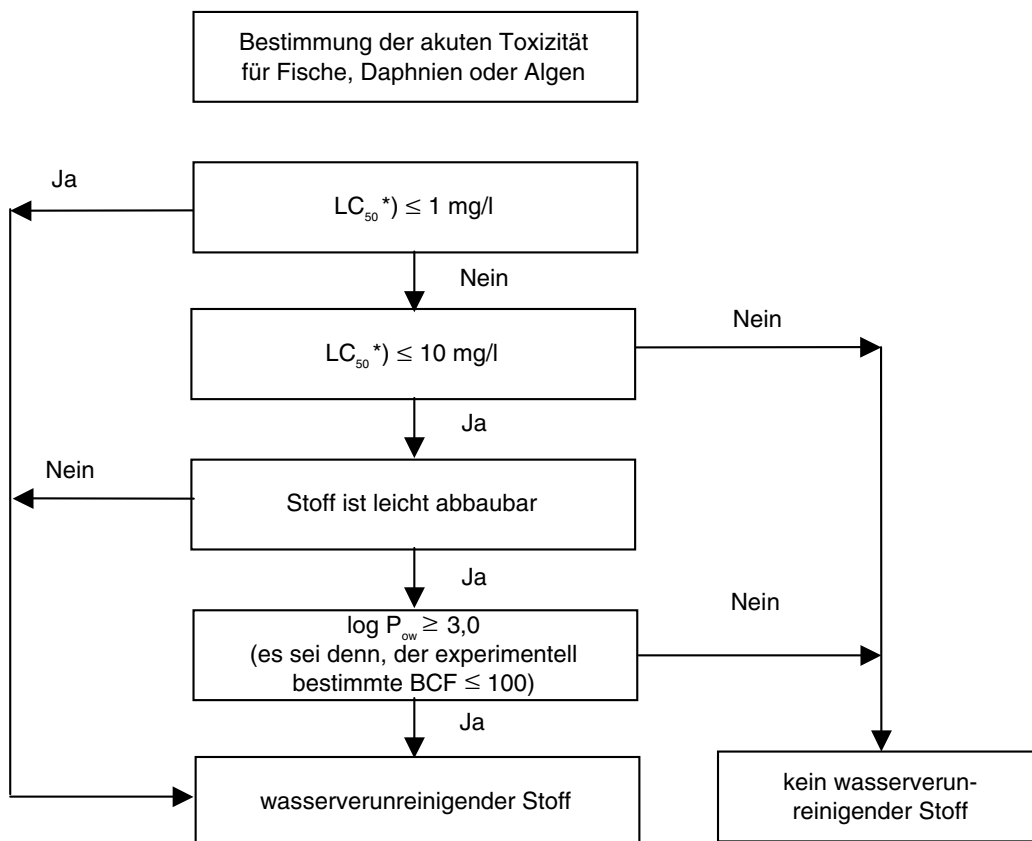 Bestimmung der akuten Toxizität
für Fische, Daphnien oder Algen
Ja
LC₅₀ *) ≤ 1 mg/l
Nein
Nein
LC₅₀ *) ≤ 10 mg/l
Ja
Nein
Stoff ist leicht abbaubar
Ja
Nein
log Pₒw ≥ 3,0
(es sei denn, der experimentell
bestimmte BCF ≤ 100)
Ja
wasserverunreinigender Stoff
kein wasserverun-
reinigender Stoff